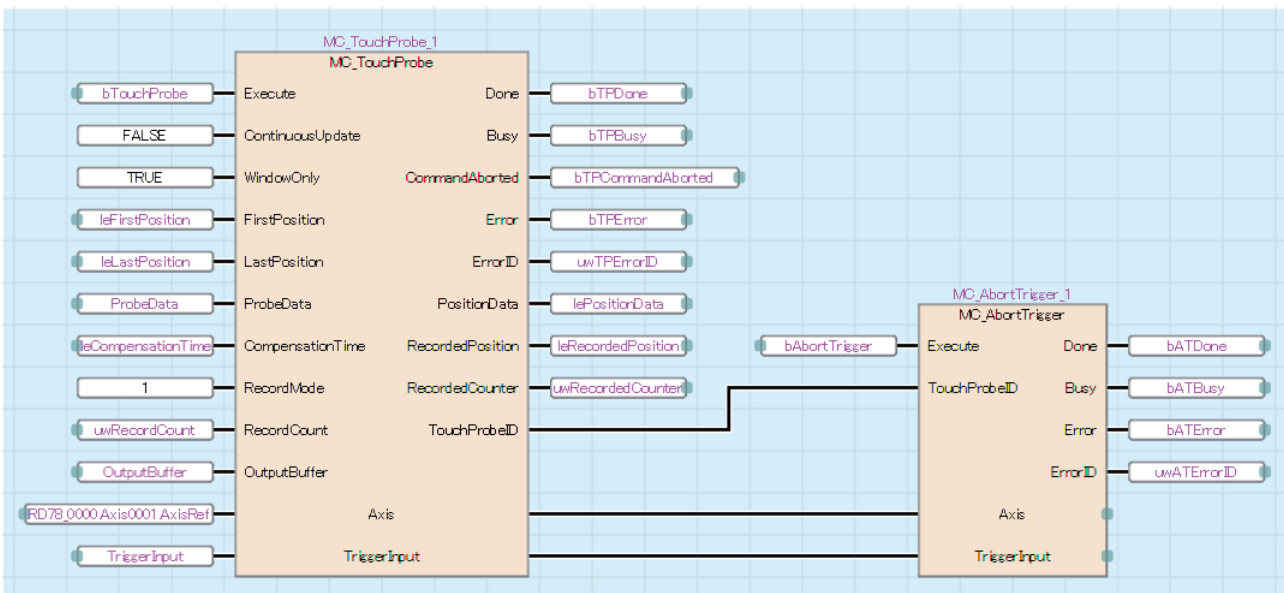 MC_TouchProbe_1
MC_TouchProbe
bTouchProbe Execute Done bTPDone
FALSE ContinuousUpdate Busy bTPBusy
TRUE WindowOnly CommandAborted bTPCommandAborted
leFirstPosition FirstPosition Error bTPError
leLastPosition LastPosition ErrorID uwTPErrorID
ProbeData ProbeData PositionData lePositionData
leCompensationTime CompensationTime RecordedPosition leRecordedPosition
1 RecordMode RecordedCounter uwRecordedCounter
uwRecordCount RecordCount TouchProbeID
OutputBuffer OutputBuffer
RD78_0000.Axis0001.AxisRef Axis
TriggerInput TriggerInput
MC_AbortTrigger_1
MC_AbortTrigger
bAbortTrigger Execute Done bATDone
TouchProbeID Busy bATBusy
Error bATError
ErrorID uwATErrorID
Axis
TriggerInput